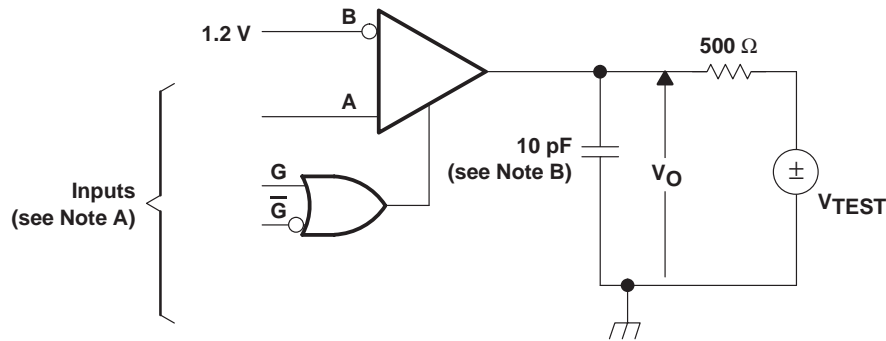 B
1.2 V
500 Ω
A
10 pF
(see Note B)
VO
±
VTEST
G
Inputs
(see Note A)
G̅